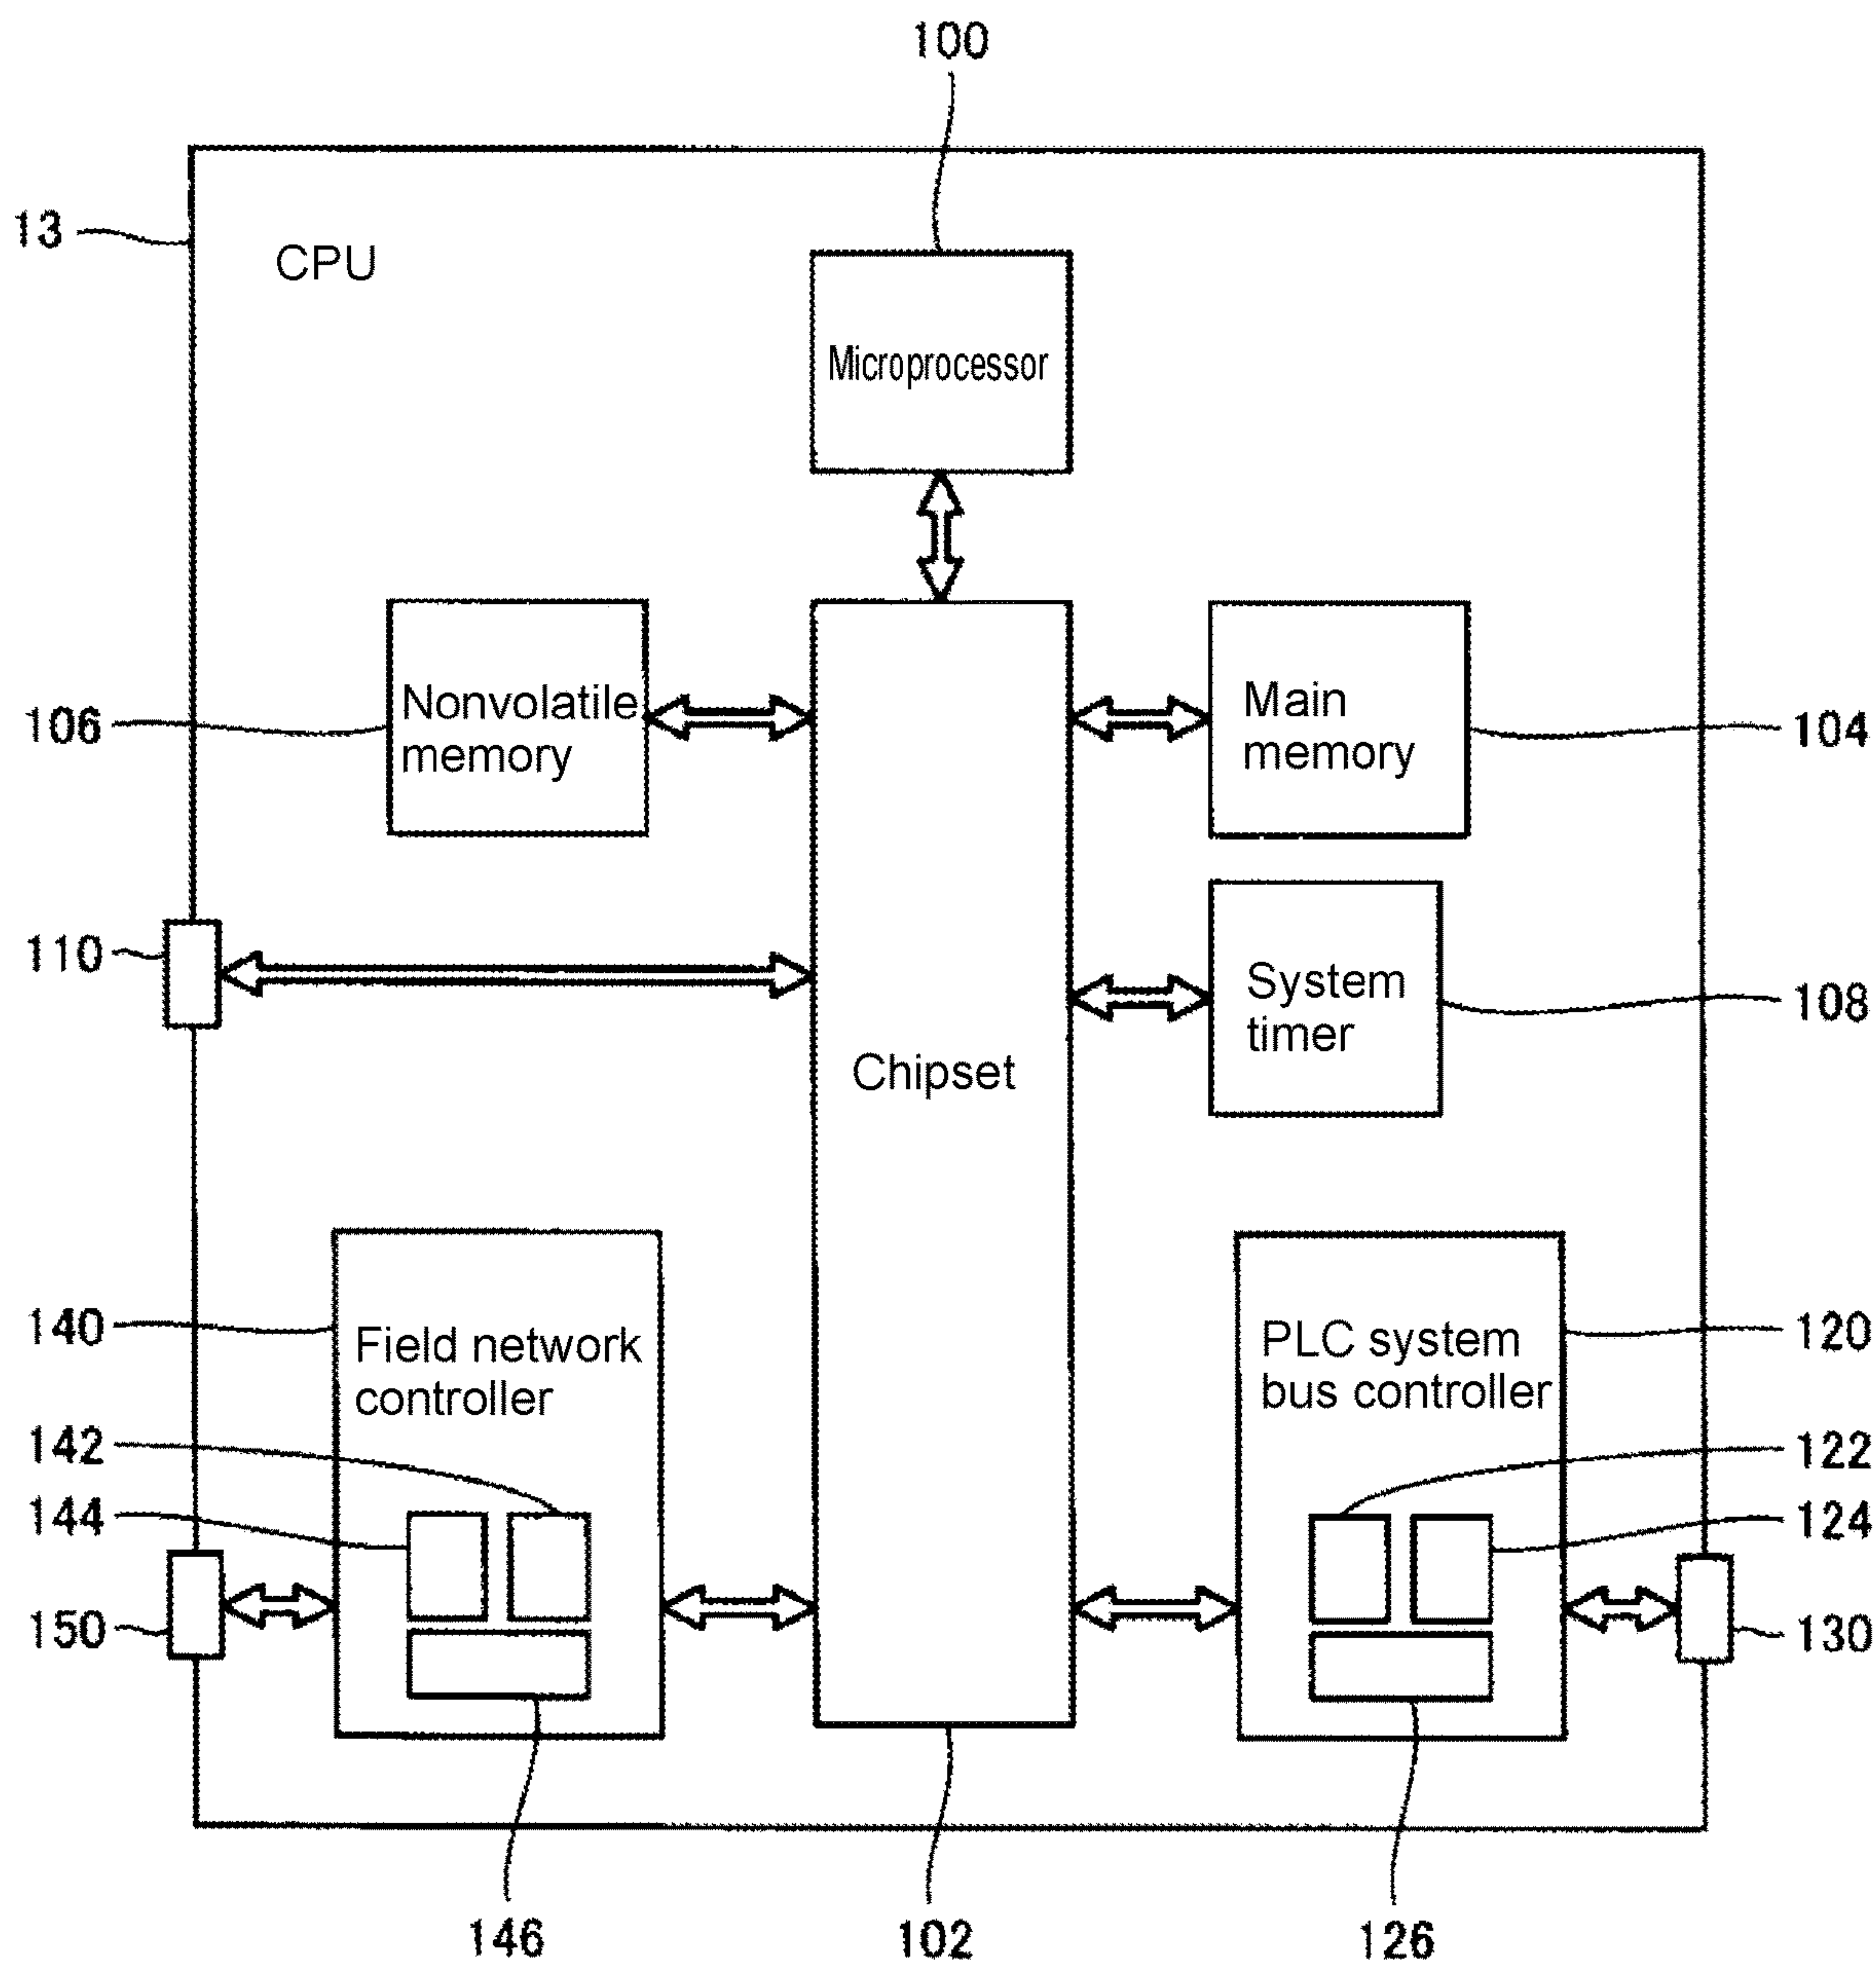 100
13
CPU
Microprocessor
Nonvolatile
memory
106
Main
memory
104
110
System
timer
108
Chipset
140
Field network
controller
PLC system
bus controller
120
142
122
144
124
150
130
146
102
126